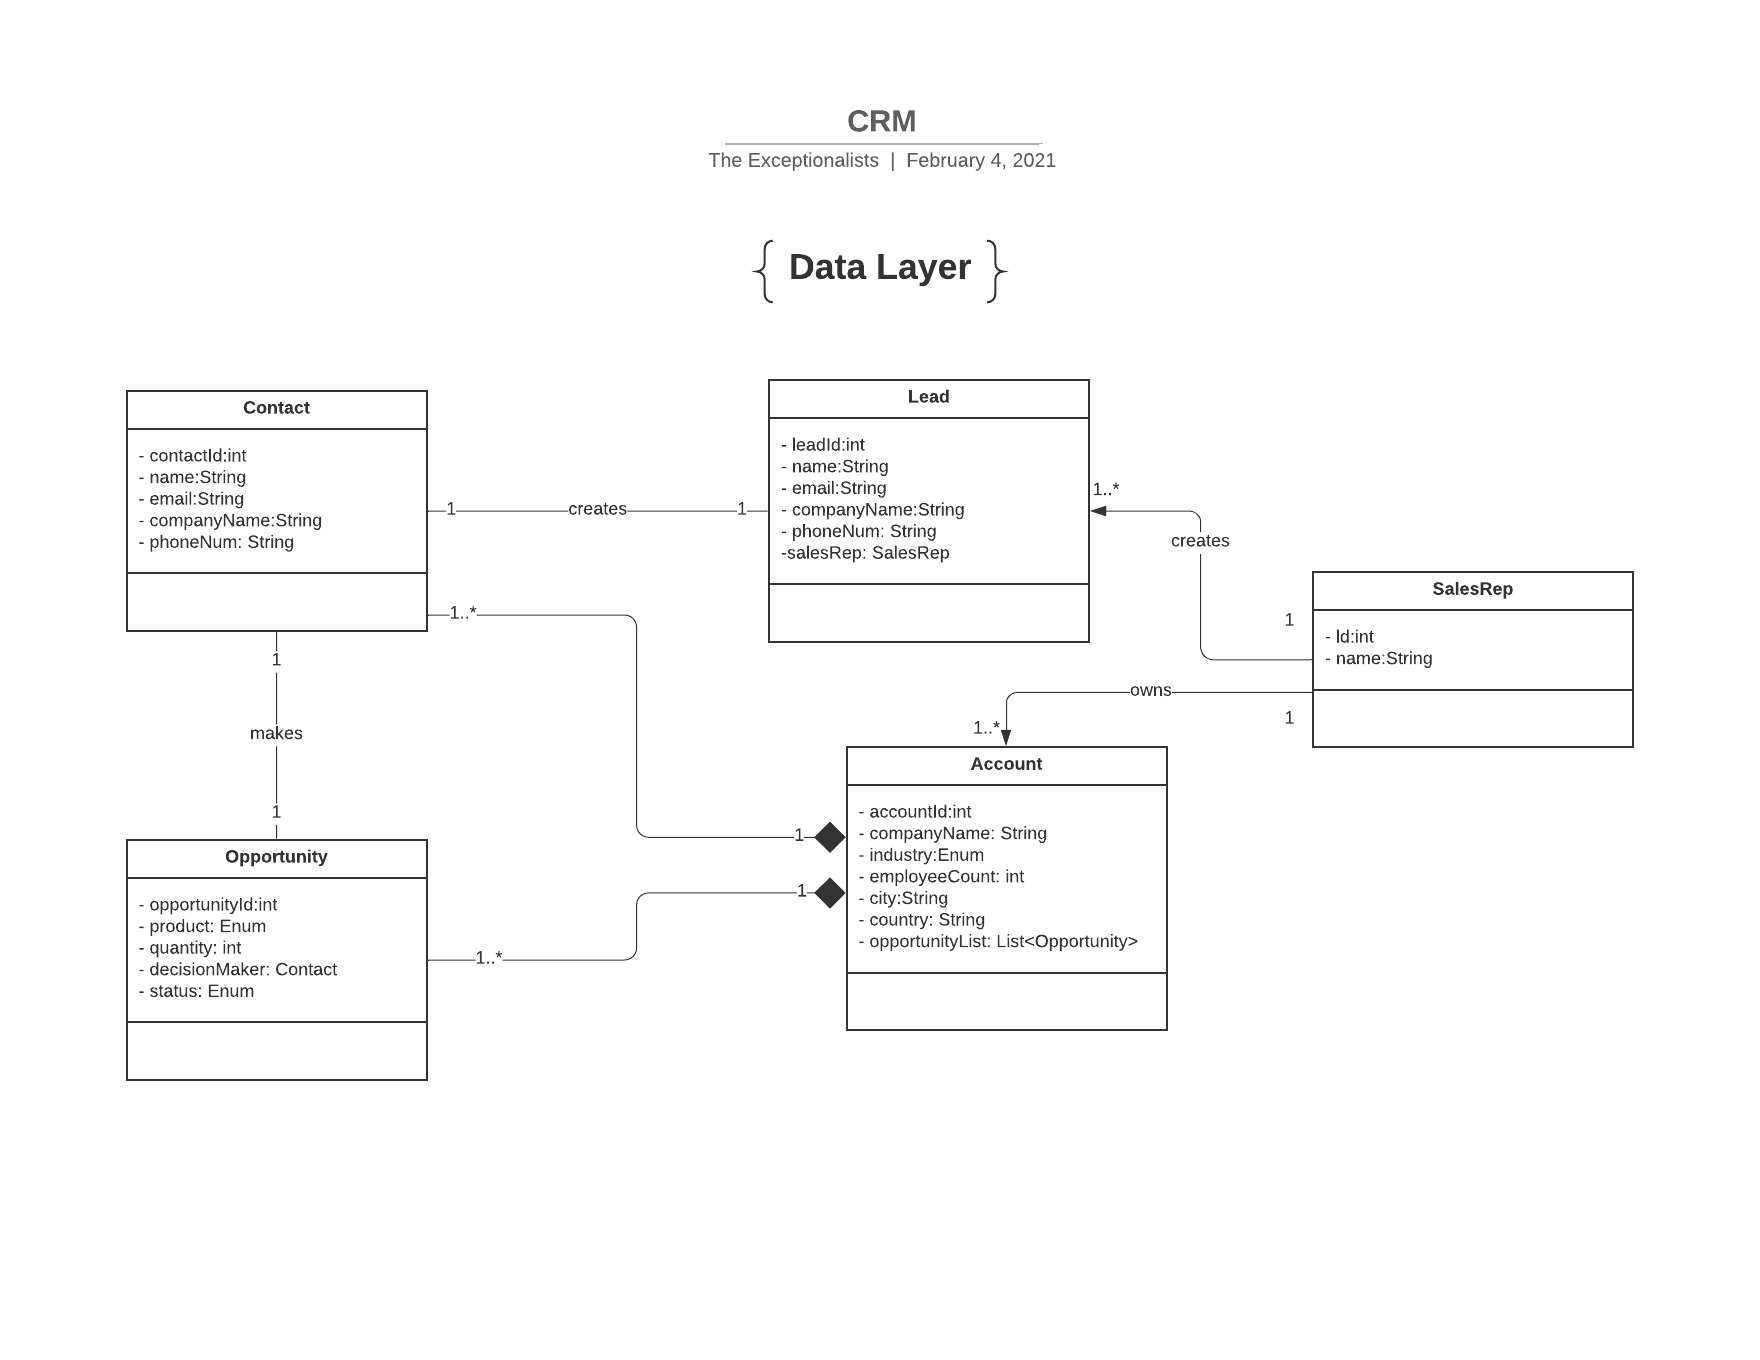 CRM
The Exceptionalists | February 4, 2021
{ Data Layer }
Contact
- contactId:int
- name:String
- email:String
- companyName:String
- phoneNum: String
1 creates 1
Lead
- leadId:int
- name:String
- email:String
- companyName:String
- phoneNum: String
-salesRep: SalesRep
1..*
creates
1
SalesRep
- Id:int
- name:String
owns
1
1..*
1..*
1
makes
1
1
1
1..*
Account
- accountId:int
- companyName: String
- industry:Enum
- employeeCount: int
- city:String
- country: String
- opportunityList: List<Opportunity>
Opportunity
- opportunityId:int
- product: Enum
- quantity: int
- decisionMaker: Contact
- status: Enum